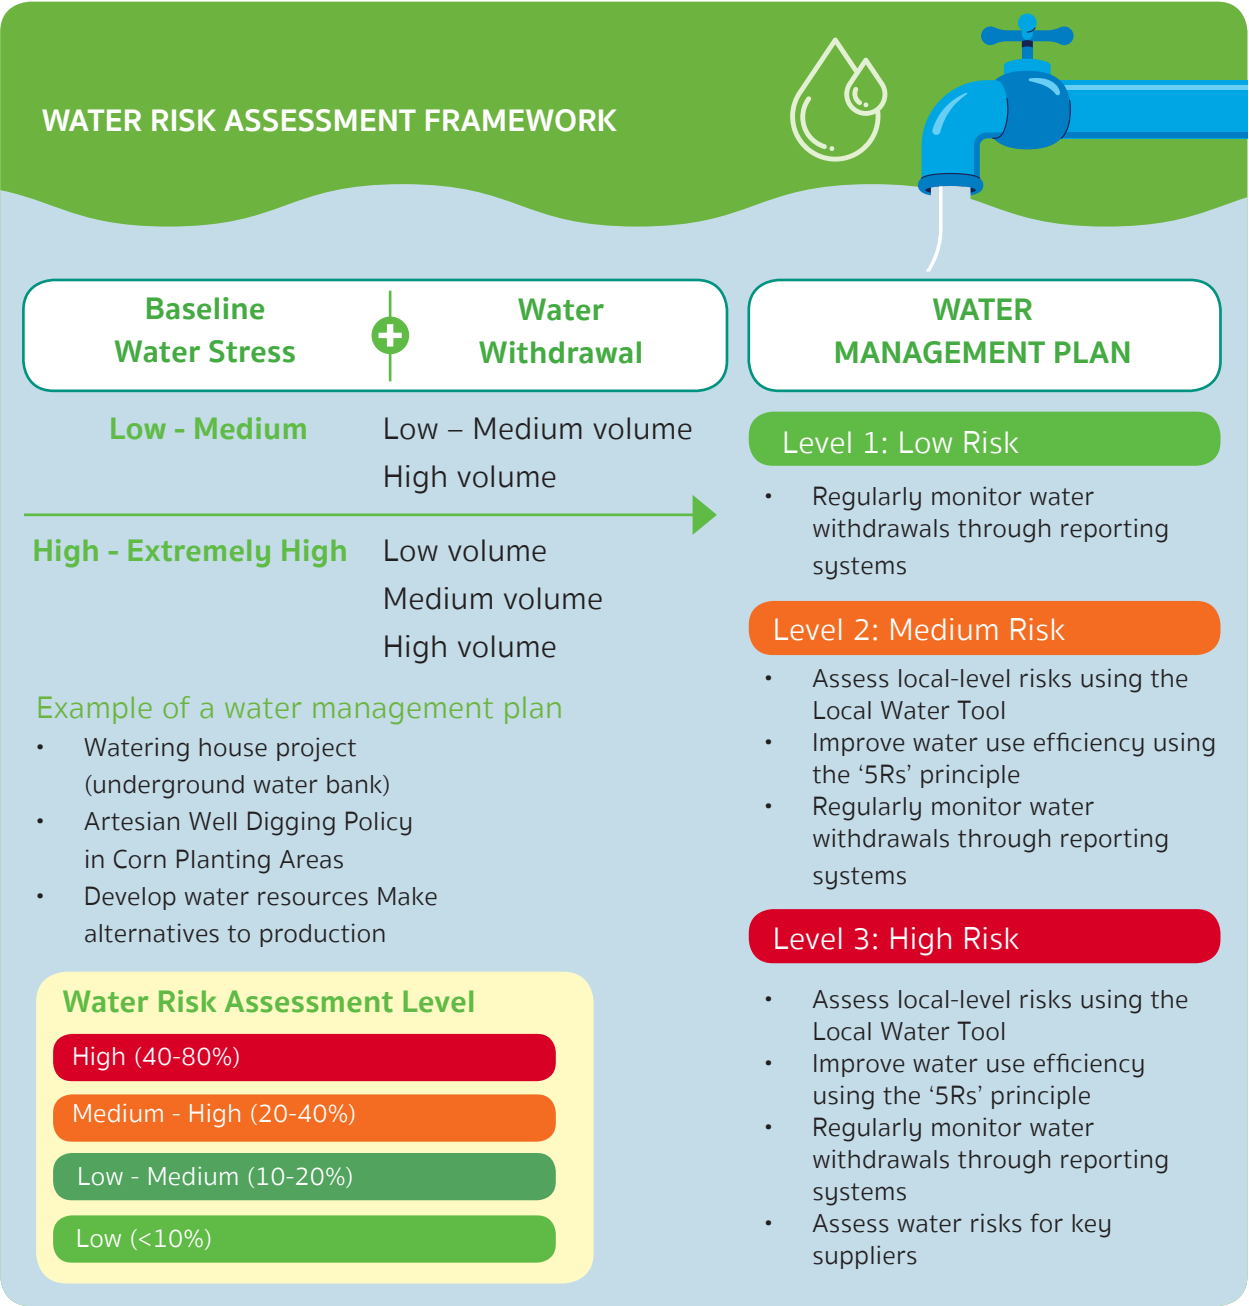 WATER RISK ASSESSMENT FRAMEWORK
Baseline
Water Stress
Water
Withdrawal
Low - Medium
Low – Medium volume
High volume
High - Extremely High
Low volume
Medium volume
High volume
Example of a water management plan
• Watering house project
(underground water bank)
• Artesian Well Digging Policy
in Corn Planting Areas
• Develop water resources Make
alternatives to production
Water Risk Assessment Level
High (40-80%)
Medium - High (20-40%)
Low - Medium (10-20%)
Low (<10%)
WATER
MANAGEMENT PLAN
Level 1: Low Risk
• Regularly monitor water
withdrawals through reporting
systems
Level 2: Medium Risk
• Assess local-level risks using the
Local Water Tool
• Improve water use efficiency using
the ‘5Rs’ principle
• Regularly monitor water
withdrawals through reporting
systems
Level 3: High Risk
• Assess local-level risks using the
Local Water Tool
• Improve water use efficiency
using the ‘5Rs’ principle
• Regularly monitor water
withdrawals through reporting
systems
• Assess water risks for key
suppliers